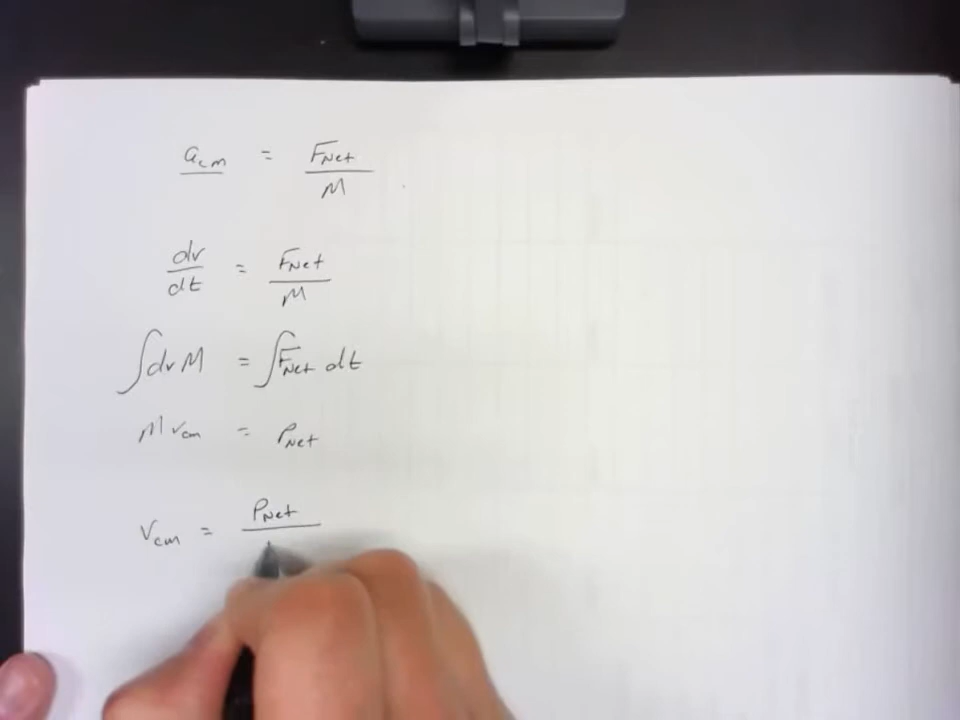 a_cm = F_Net / M
dv/dt = F_Net / M
∫dv M = ∫F_Net dt
M v_cm = P_Net
v_cm = P_Net /